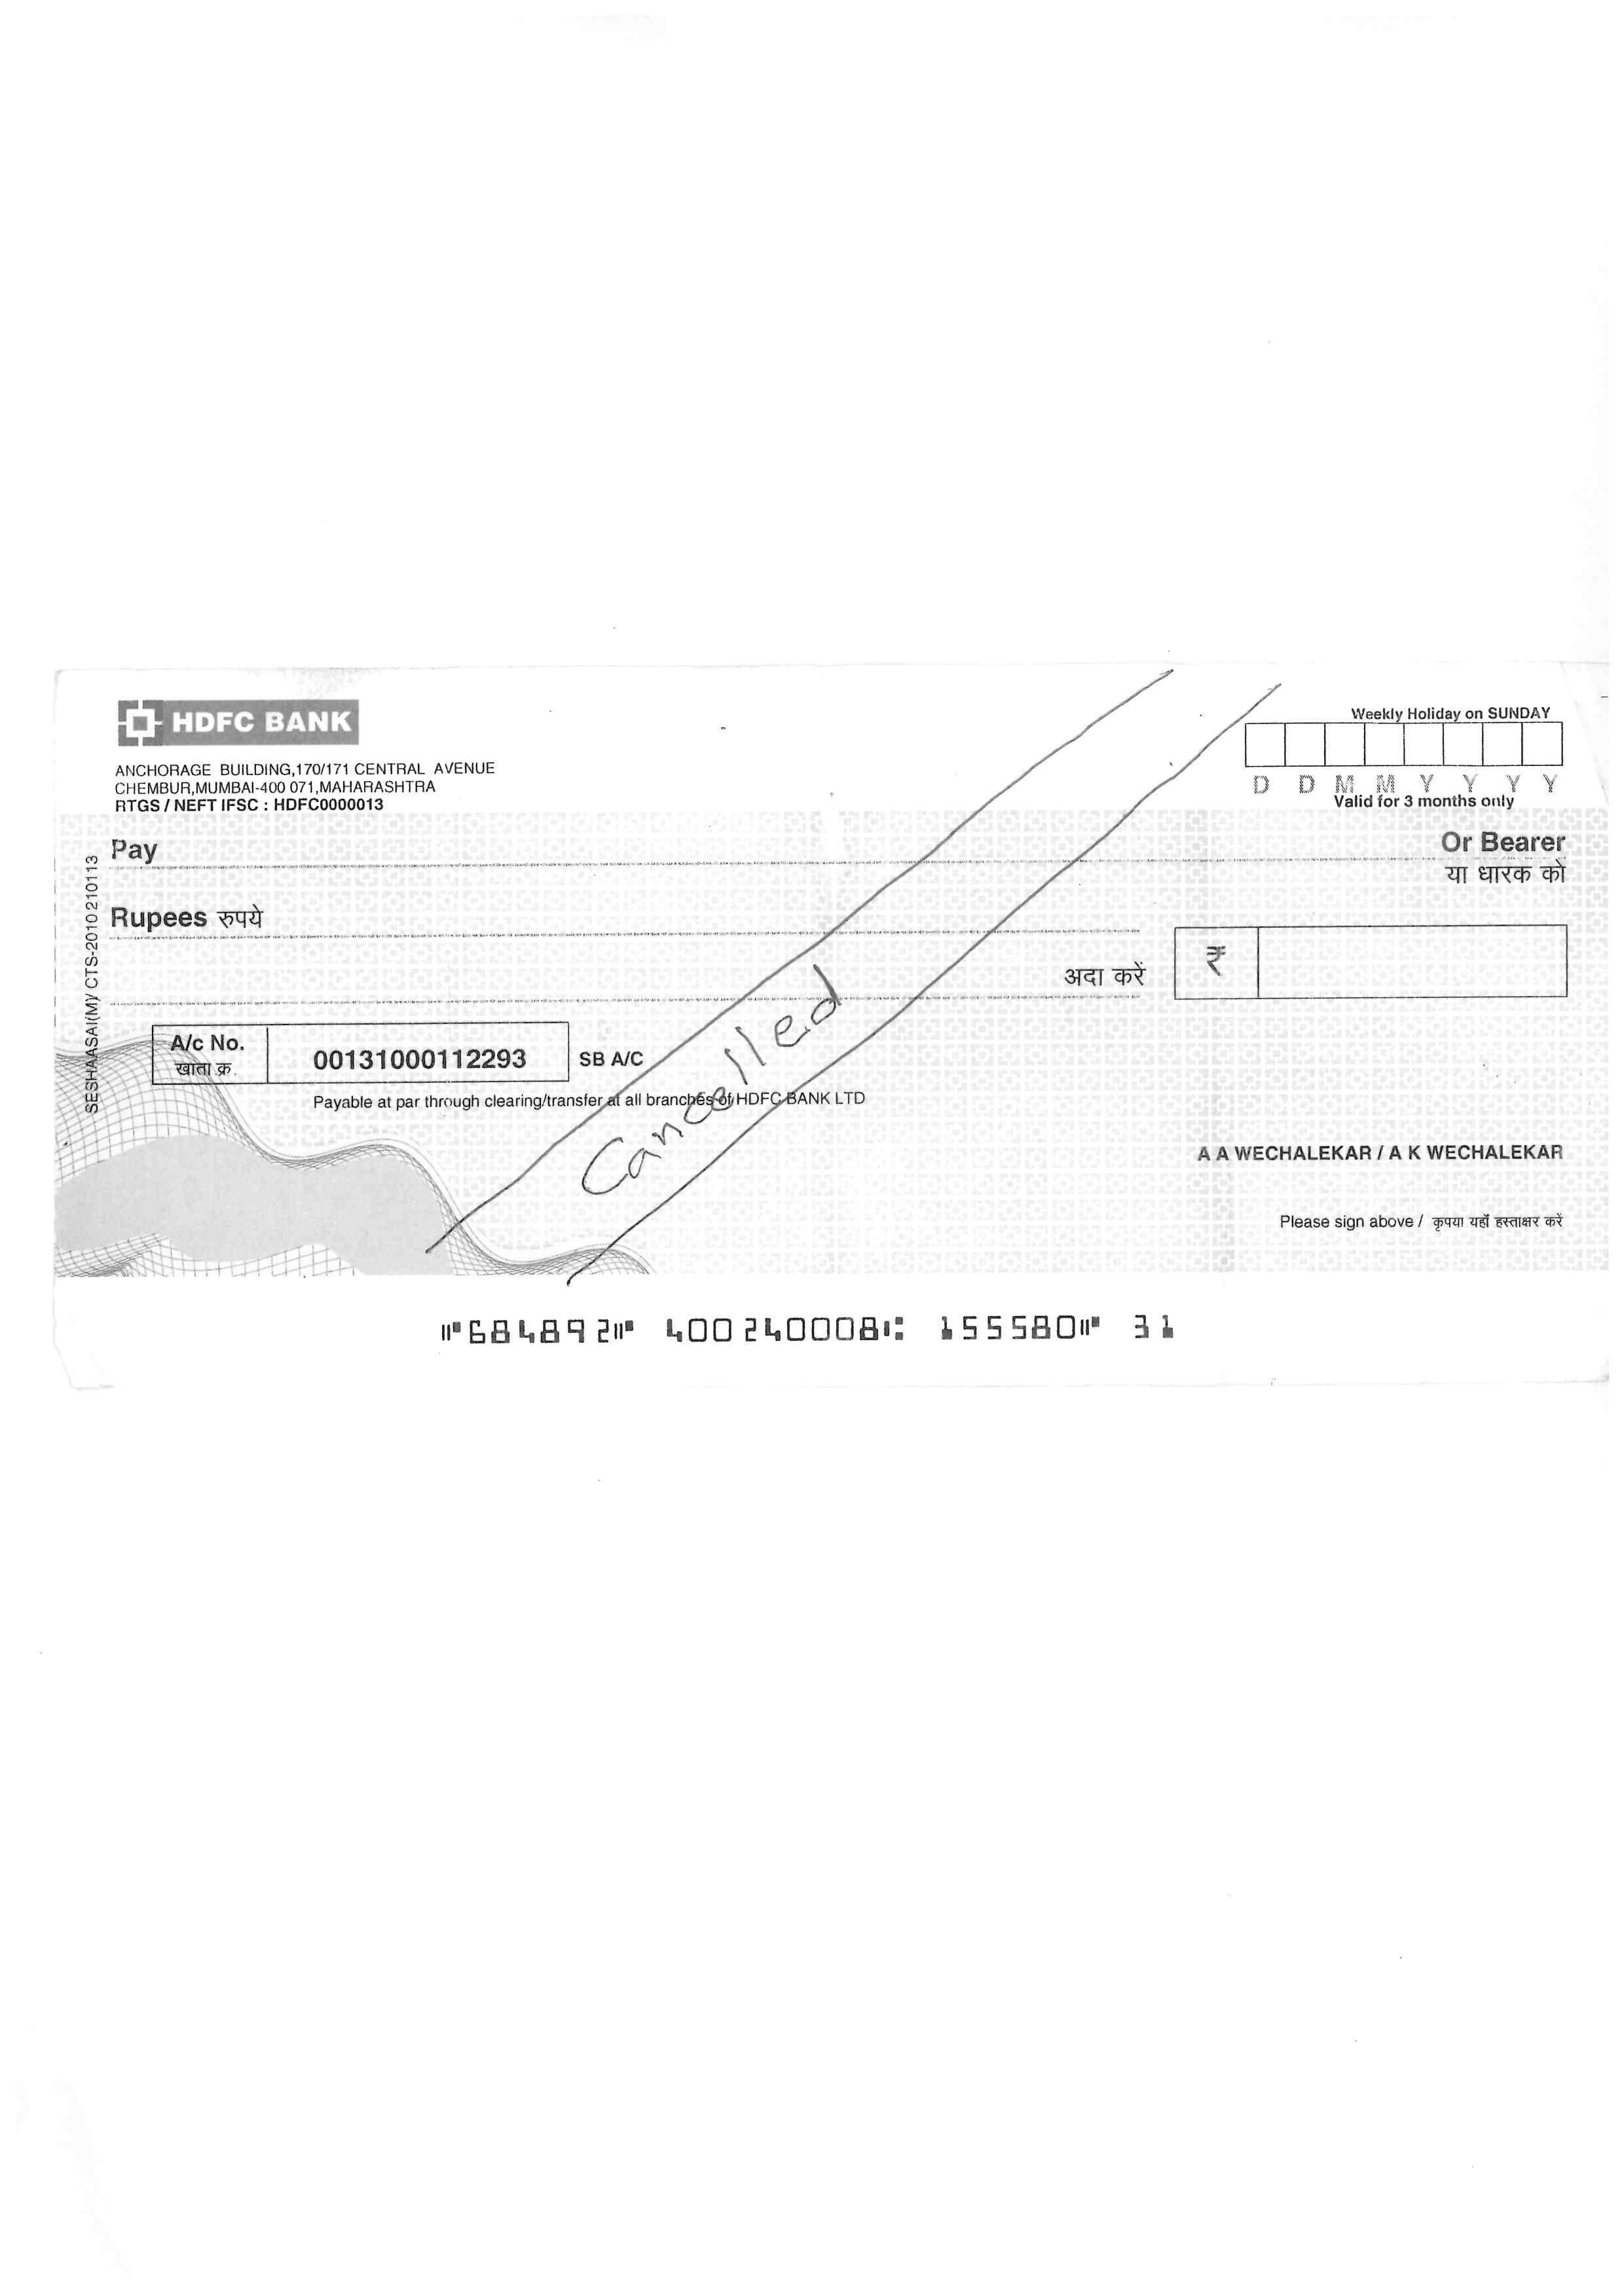 HDFC BANK
Weekly Holiday on SUNDAY
ANCHORAGE BUILDING,170/171 CENTRAL AVENUE
CHEMBUR,MUMBAI-400 071,MAHARASHTRA
RTGS / NEFT IFSC : HDFC0000013
D D M M Y Y Y Y
Valid for 3 months only
Pay
Or Bearer
या धारक को
Rupees रुपये
अदा करें
₹
A/c No.
खाता क्र.
00131000112293
SB A/C
Payable at par through clearing/transfer at all branches of HDFC BANK LTD
Cancelled
SESHAASAI(M)/ CTS-2010 210113
A A WECHALEKAR / A K WECHALEKAR
Please sign above / कृपया यहाँ हस्ताक्षर करें
⑈684892⑈ 400240008⑆ 155580⑈ 31